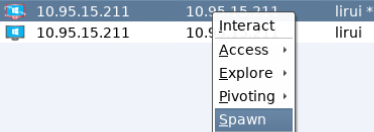 10.95.15.211 10.95.15.211 lirui *
10.95.15.211 10. lirui
Interact
Access
Explore
Pivoting
Spawn